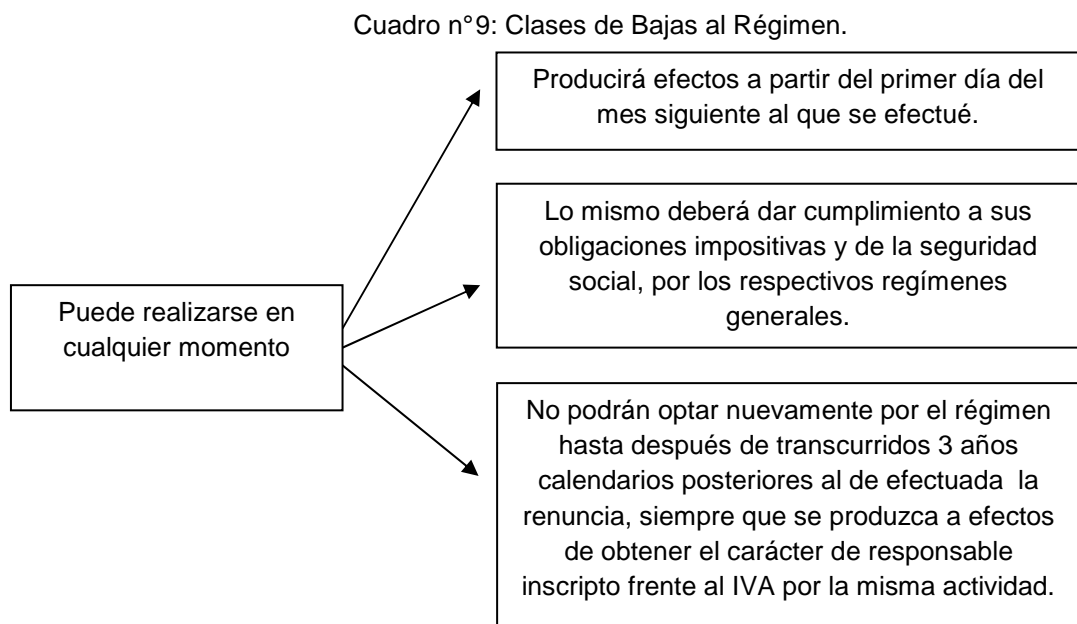 Cuadro n°9: Clases de Bajas al Régimen.
Producirá efectos a partir del primer día del
mes siguiente al que se efectué.
Lo mismo deberá dar cumplimiento a sus
obligaciones impositivas y de la seguridad
social, por los respectivos regímenes
generales.
Puede realizarse en
cualquier momento
No podrán optar nuevamente por el régimen
hasta después de transcurridos 3 años
calendarios posteriores al de efectuada  la
renuncia, siempre que se produzca a efectos
de obtener el carácter de responsable
inscripto frente al IVA por la misma actividad.